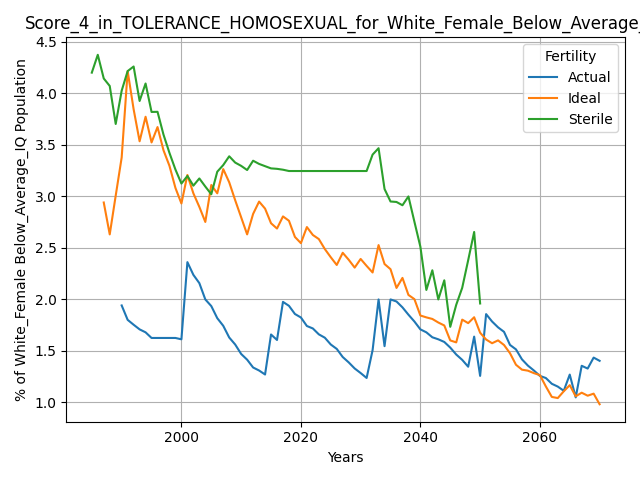 Score_4_in_TOLERANCE_HOMOSEXUAL_for_White_Female_Below_Average_
% of White_Female Below_Average_IQ Population
4.5
4.0
3.5
3.0
2.5
2.0
1.5
1.0
Fertility
Actual
Ideal
Sterile
2000
2020
2040
2060
Years